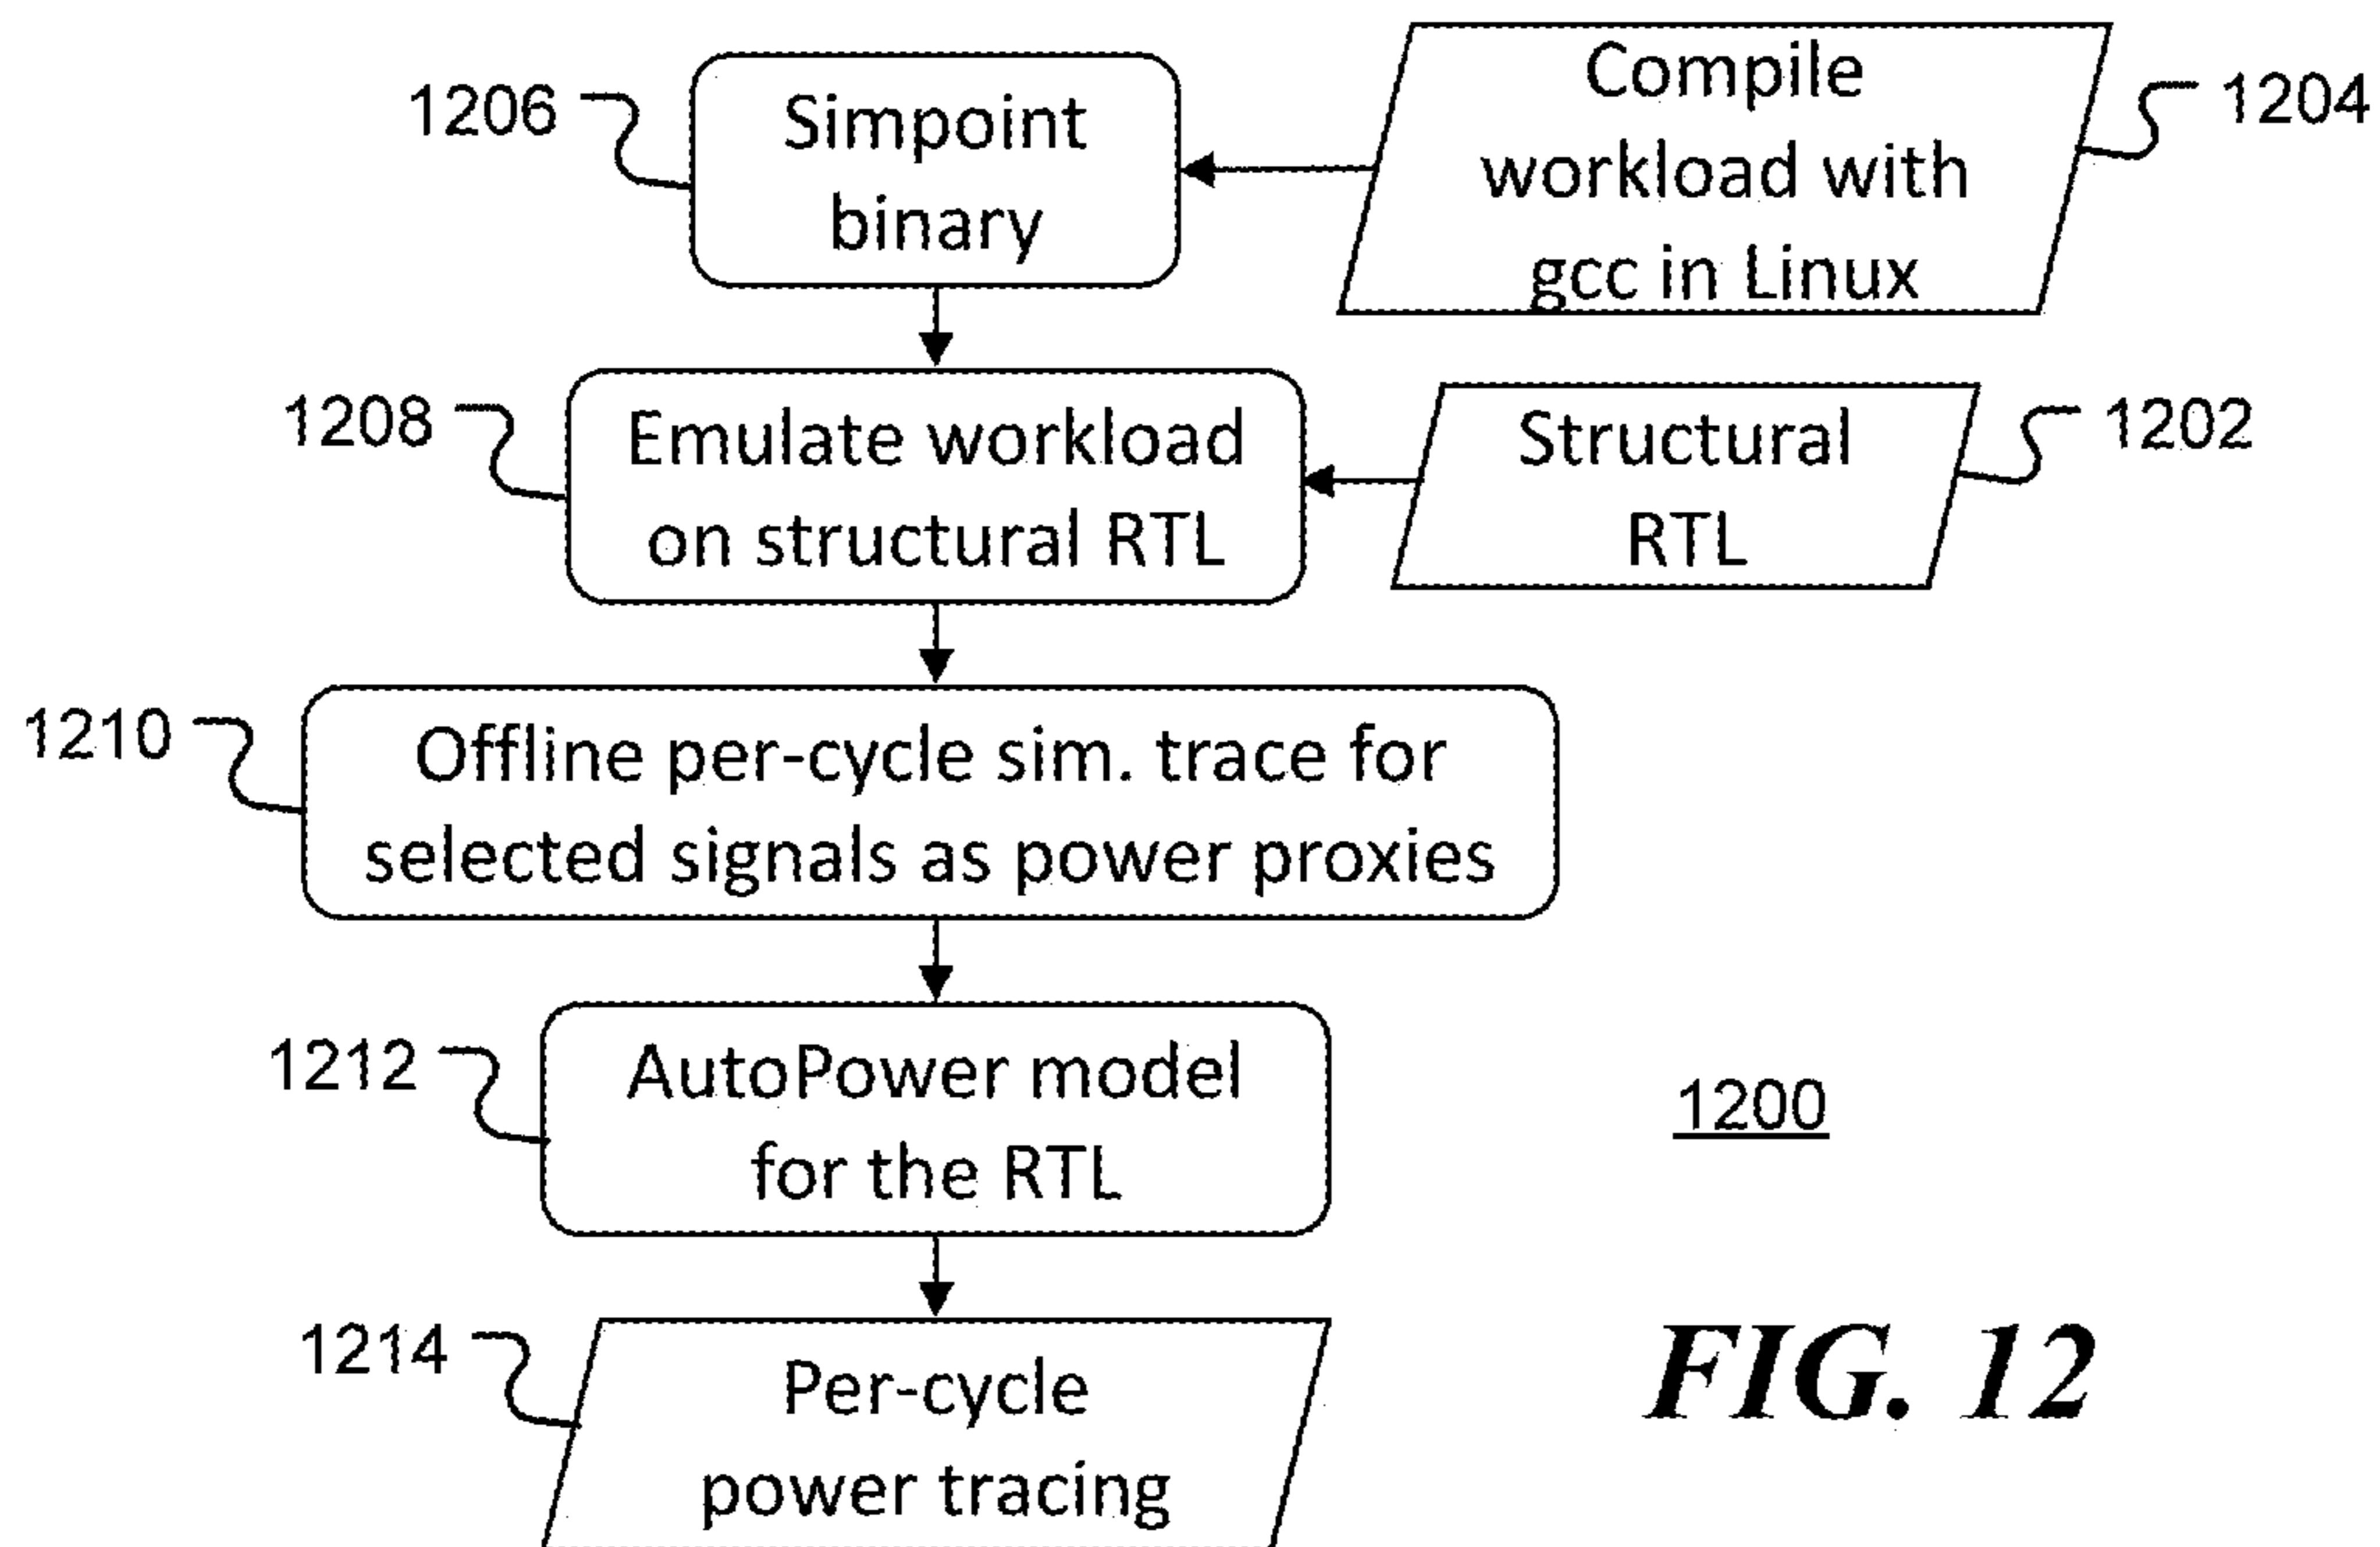 1206
Simpoint
binary
Compile
workload with
gcc in Linux
1204
1208
Emulate workload
on structural RTL
Structural
RTL
1202
1210
Offline per-cycle sim. trace for
selected signals as power proxies
1212
AutoPower model
for the RTL
1200
1214
Per-cycle
power tracing
FIG. 12